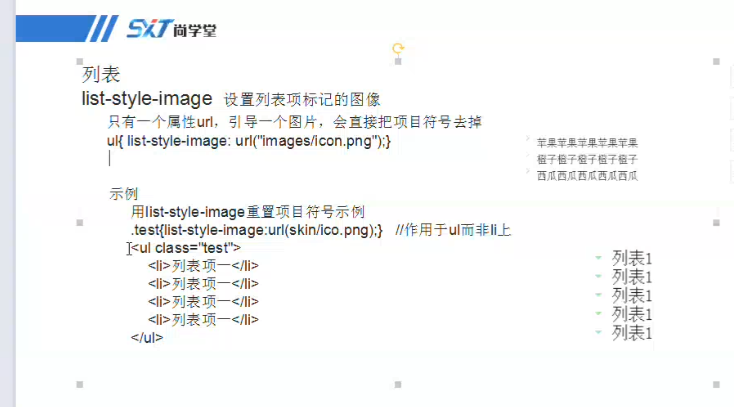 SXT尚学堂
列表
list-style-image 设置列表项标记的图像
只有一个属性url，引导一个图片，会直接把项目符号去掉
ul{ list-style-image: url("images/icon.png");}
苹果苹果苹果苹果苹果
橙子橙子橙子橙子橙子
西瓜西瓜西瓜西瓜西瓜
示例
用list-style-image重置项目符号示例
.test{list-style-image:url(skin/ico.png);} //作用于ul而非li上
<ul class="test">
<li>列表项一</li>
<li>列表项一</li>
<li>列表项一</li>
<li>列表项一</li>
</ul>
列表1
列表1
列表1
列表1
列表1